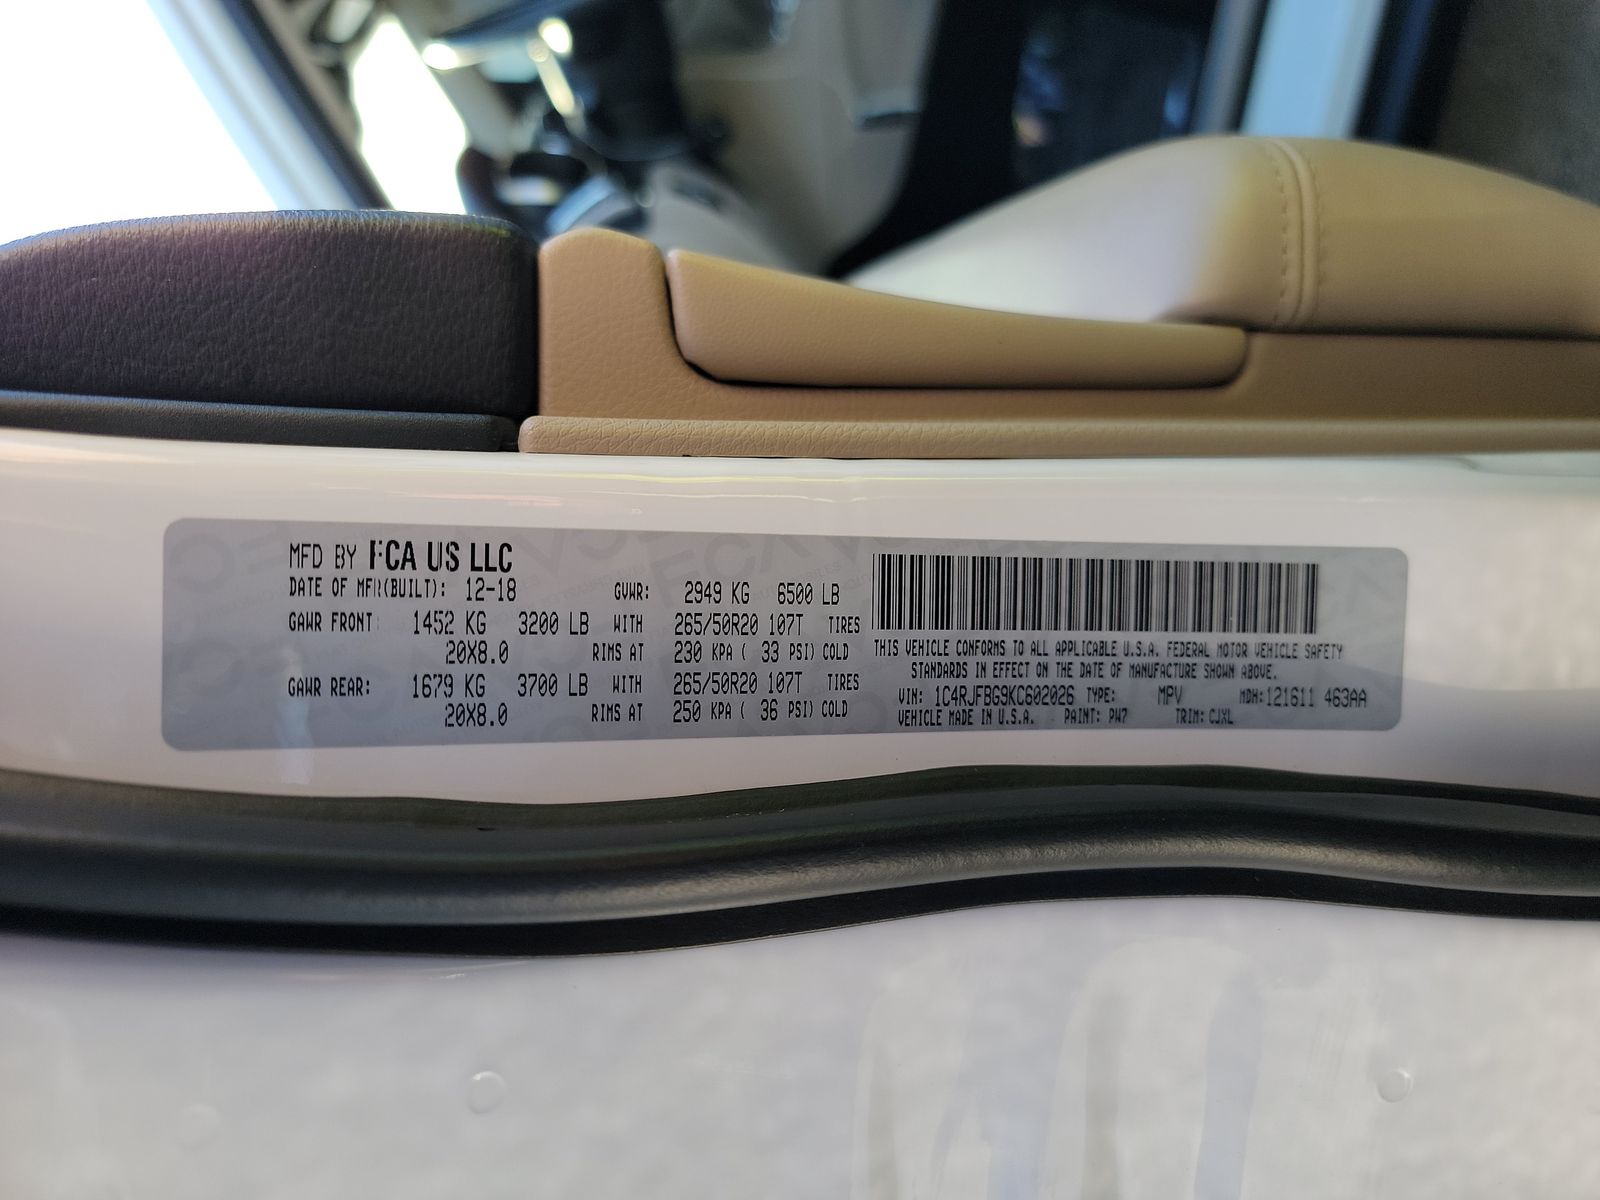 MFD BY FCA US LLC
DATE OF MFR(BUILT): 12-18 GVWR: 2949 KG 6500 LB
GAWR FRONT: 1452 KG 3200 LB WITH 265/50R20 107T TIRES
20X8.0 RIMS AT 230 KPA ( 33 PSI) COLD
GAWR REAR: 1679 KG 3700 LB WITH 265/50R20 107T TIRES
20X8.0 RIMS AT 250 KPA ( 36 PSI) COLD
THIS VEHICLE CONFORMS TO ALL APPLICABLE U.S.A. FEDERAL MOTOR VEHICLE SAFETY
STANDARDS IN EFFECT ON THE DATE OF MANUFACTURE SHOWN ABOVE.
VIN: 1C4RJFBG9KC602026 TYPE: MPV MDH:121611 463AA
VEHICLE MADE IN U.S.A. PAINT: PW7 TRIM: CJXL